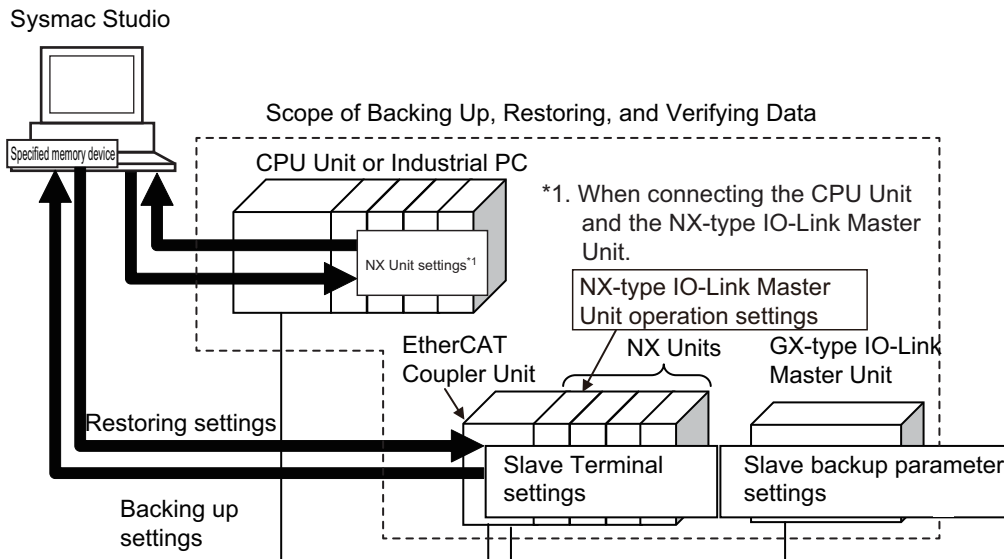 Sysmac Studio
Specified memory device
Scope of Backing Up, Restoring, and Verifying Data
CPU Unit or Industrial PC
*1. When connecting the CPU Unit
and the NX-type IO-Link Master
Unit.
NX Unit settings*1
NX-type IO-Link Master
Unit operation settings
EtherCAT
Coupler Unit
NX Units
GX-type IO-Link
Master Unit
Restoring settings
Slave Terminal
settings
Slave backup parameter
settings
Backing up
settings